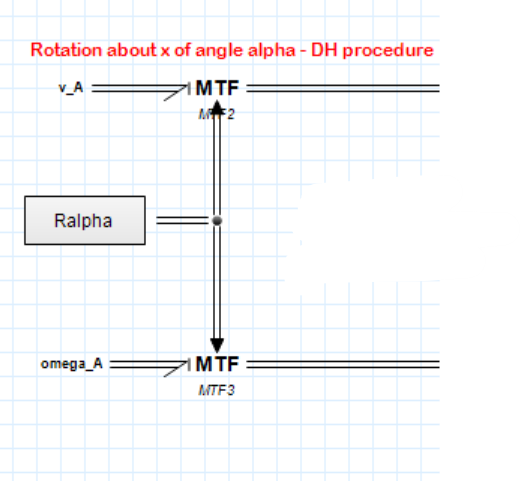 Rotation about x of angle alpha - DH procedure
v_A MTF
MTF2
Ralpha
omega_A MTF
MTF3